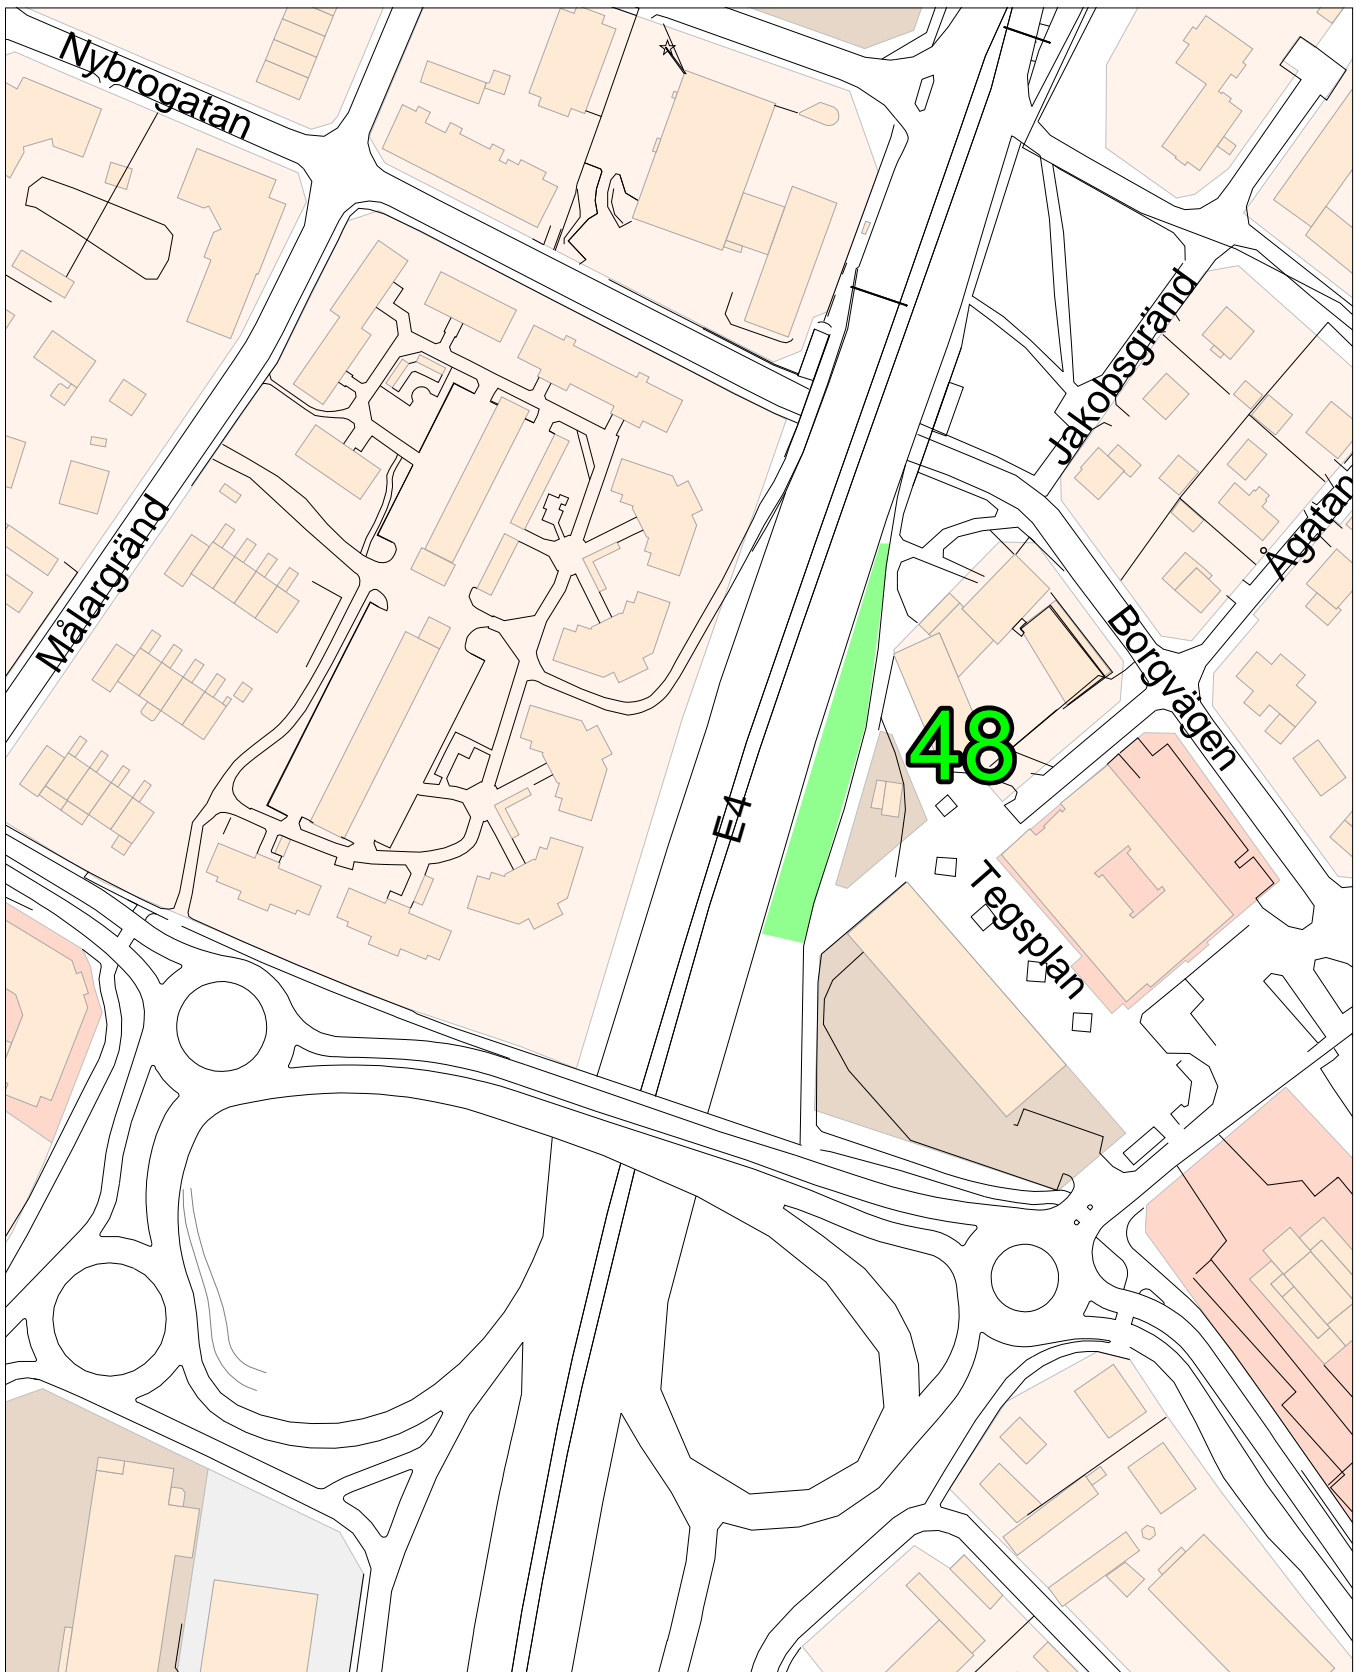 Nybrogatan
Jakobsgränd
Målargränd
Ågatan
Borgvägen
48
E4
Tegsplan